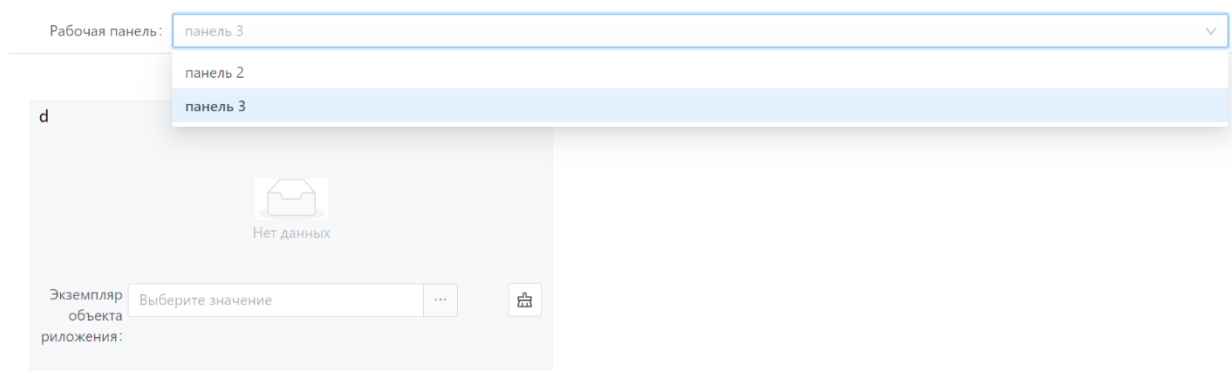 Рабочая панель: панель 3
панель 2
панель 3
d
Нет данных
Экземпляр
объекта
риложения:
Выберите значение ...